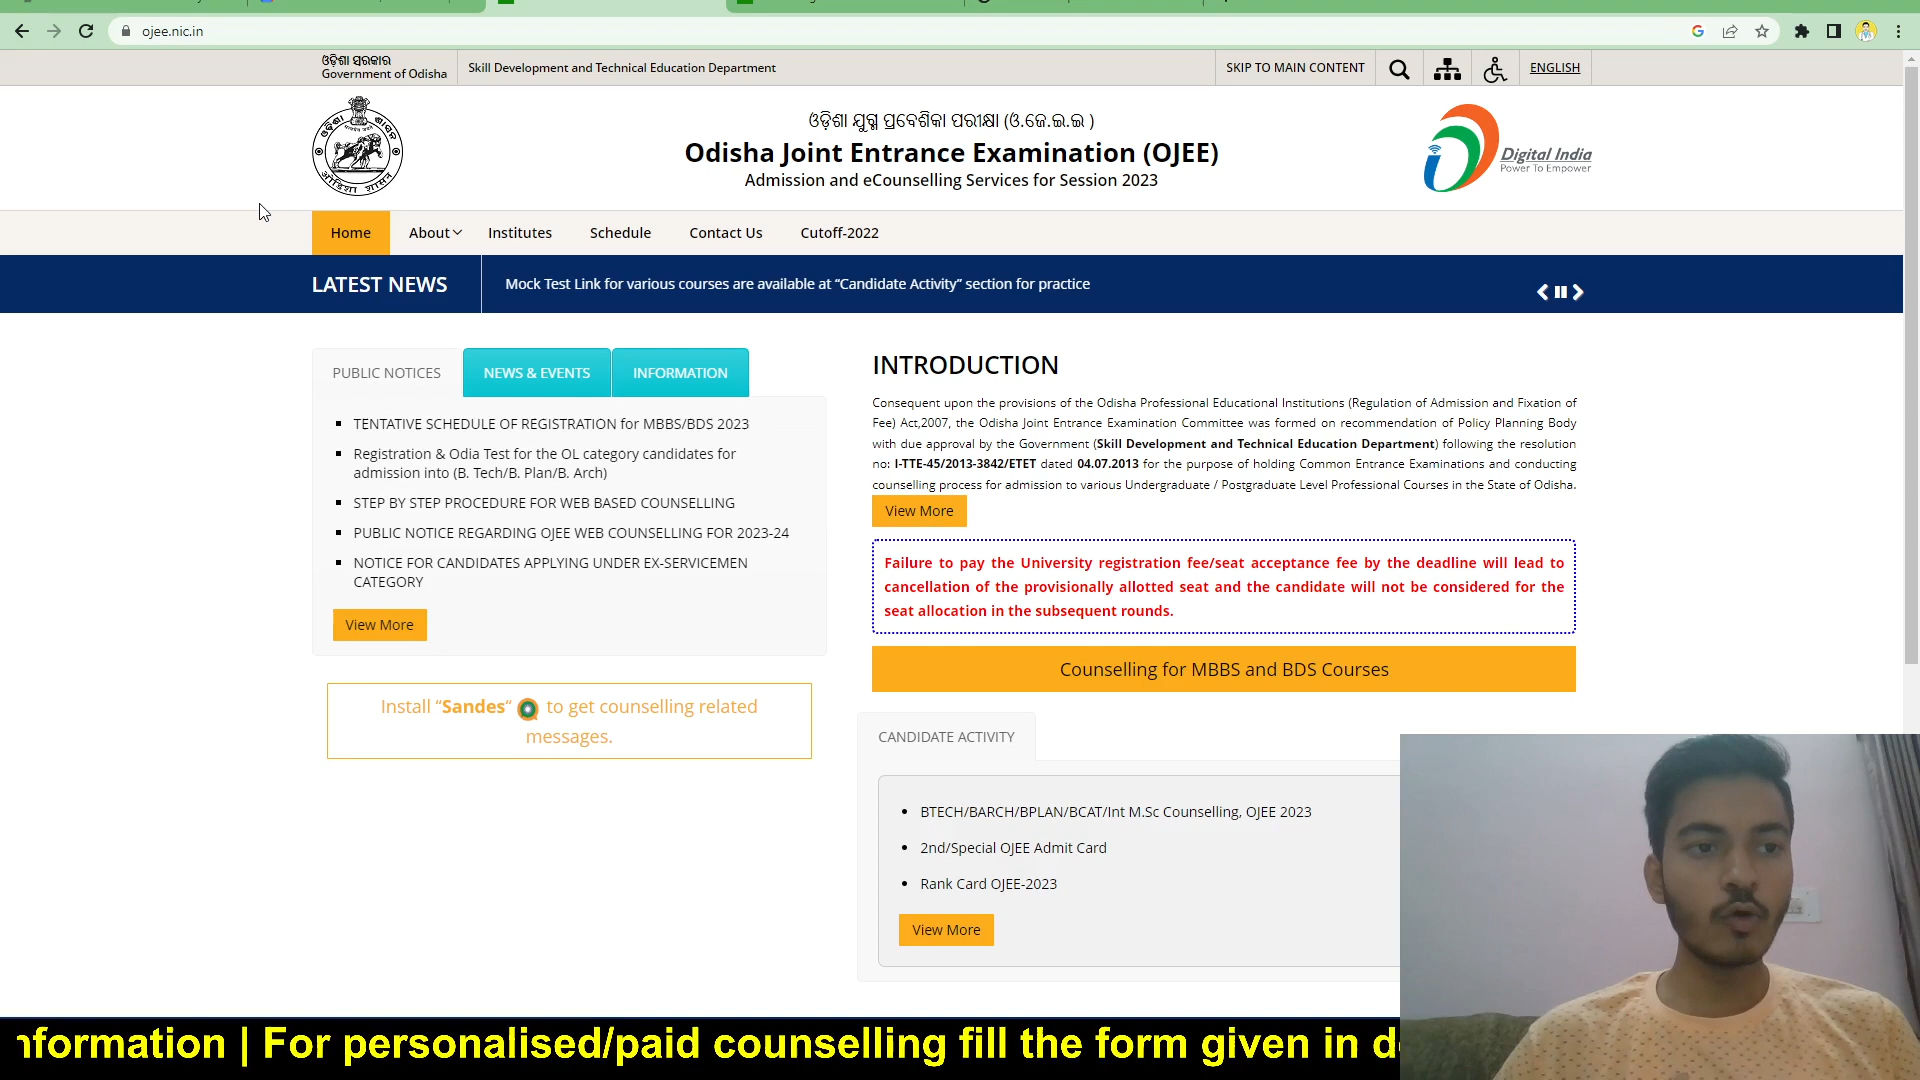 ojee.nic.in
ଓଡ଼ିଶା ସରକାର
Government of Odisha
Skill Development and Technical Education Department
SKIP TO MAIN CONTENT
ENGLISH
ଓଡ଼ିଶା ଯୁଗ୍ମ ପ୍ରବେଶିକା ପରୀକ୍ଷା (ଓ.ଜେ.ଇ.ଇ )
Odisha Joint Entrance Examination (OJEE)
Admission and eCounselling Services for Session 2023
Digital India
Power To Empower
Home
About
Institutes
Schedule
Contact Us
Cutoff-2022
LATEST NEWS
Mock Test Link for various courses are available at “Candidate Activity” section for practice
PUBLIC NOTICES
NEWS & EVENTS
INFORMATION
TENTATIVE SCHEDULE OF REGISTRATION for MBBS/BDS 2023
Registration & Odia Test for the OL category candidates for
admission into (B. Tech/B. Plan/B. Arch)
STEP BY STEP PROCEDURE FOR WEB BASED COUNSELLING
PUBLIC NOTICE REGARDING OJEE WEB COUNSELLING FOR 2023-24
NOTICE FOR CANDIDATES APPLYING UNDER EX-SERVICEMEN
CATEGORY
View More
Install “Sandes“ to get counselling related
messages.
INTRODUCTION
Consequent upon the provisions of the Odisha Professional Educational Institutions (Regulation of Admission and Fixation of
Fee) Act,2007, the Odisha Joint Entrance Examination Committee was formed on recommendation of Policy Planning Body
with due approval by the Government (Skill Development and Technical Education Department) following the resolution
no: I-TTE-45/2013-3842/ETET dated 04.07.2013 for the purpose of holding Common Entrance Examinations and conducting
counselling process for admission to various Undergraduate / Postgraduate Level Professional Courses in the State of Odisha.
View More
Failure to pay the University registration fee/seat acceptance fee by the deadline will lead to
cancellation of the provisionally allotted seat and the candidate will not be considered for the
seat allocation in the subsequent rounds.
Counselling for MBBS and BDS Courses
CANDIDATE ACTIVITY
BTECH/BARCH/BPLAN/BCAT/Int M.Sc Counselling, OJEE 2023
2nd/Special OJEE Admit Card
Rank Card OJEE-2023
View More
nformation | For personalised/paid counselling fill the form given in